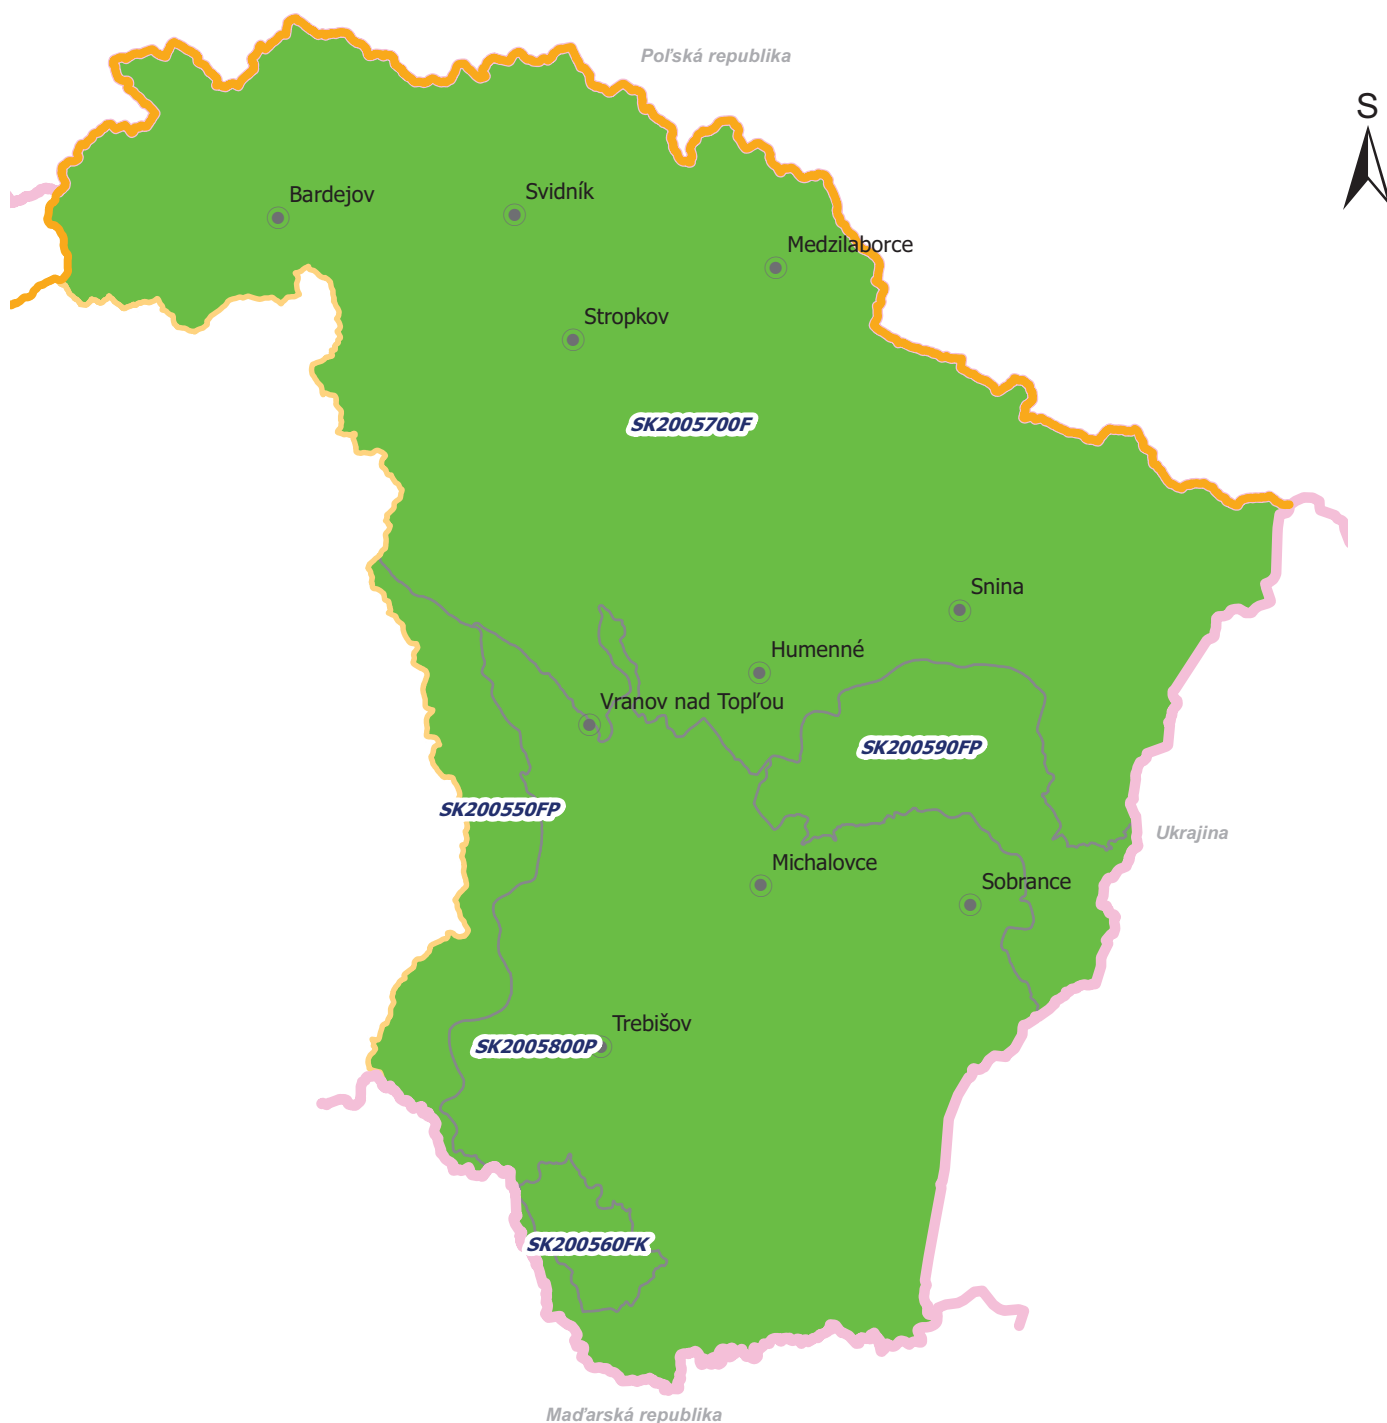 Poľská republika
S
Bardejov
Svidník
Medzilaborce
Stropkov
SK2005700F
Snina
Humenné
Vranov nad Topľou
SK200590FP
SK200550FP
Ukrajina
Michalovce
Sobrance
Trebišov
SK2005800P
SK200560FK
Maďarská republika